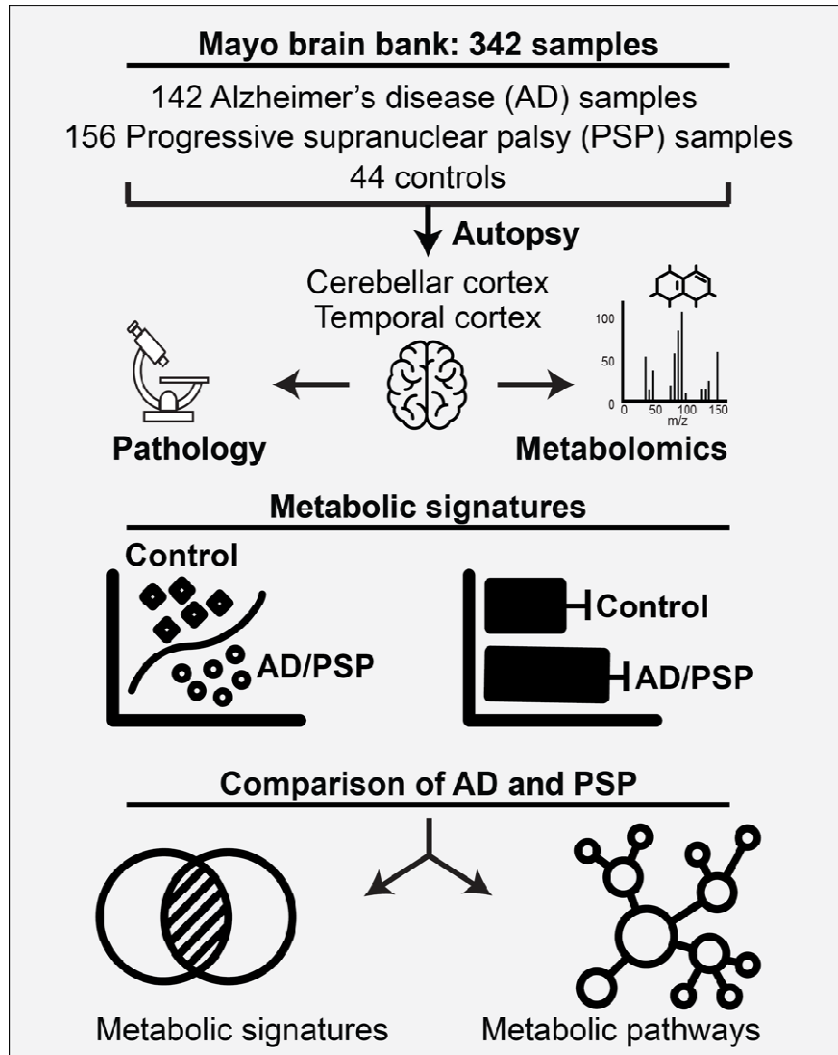 Mayo brain bank: 342 samples
142 Alzheimer's disease (AD) samples
156 Progressive supranuclear palsy (PSP) samples
44 controls
Autopsy
Cerebellar cortex
Temporal cortex
Pathology
100
50
0
0 50 100 150
m/z
Metabolomics
Metabolic signatures
Control
AD/PSP
Control
AD/PSP
Comparison of AD and PSP
Metabolic signatures
Metabolic pathways